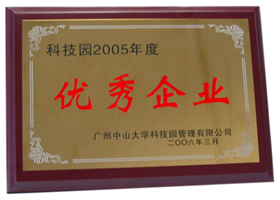 科技园2005年度
优秀企业
广州中山大学科技园管理有限公司
二〇〇六年三月